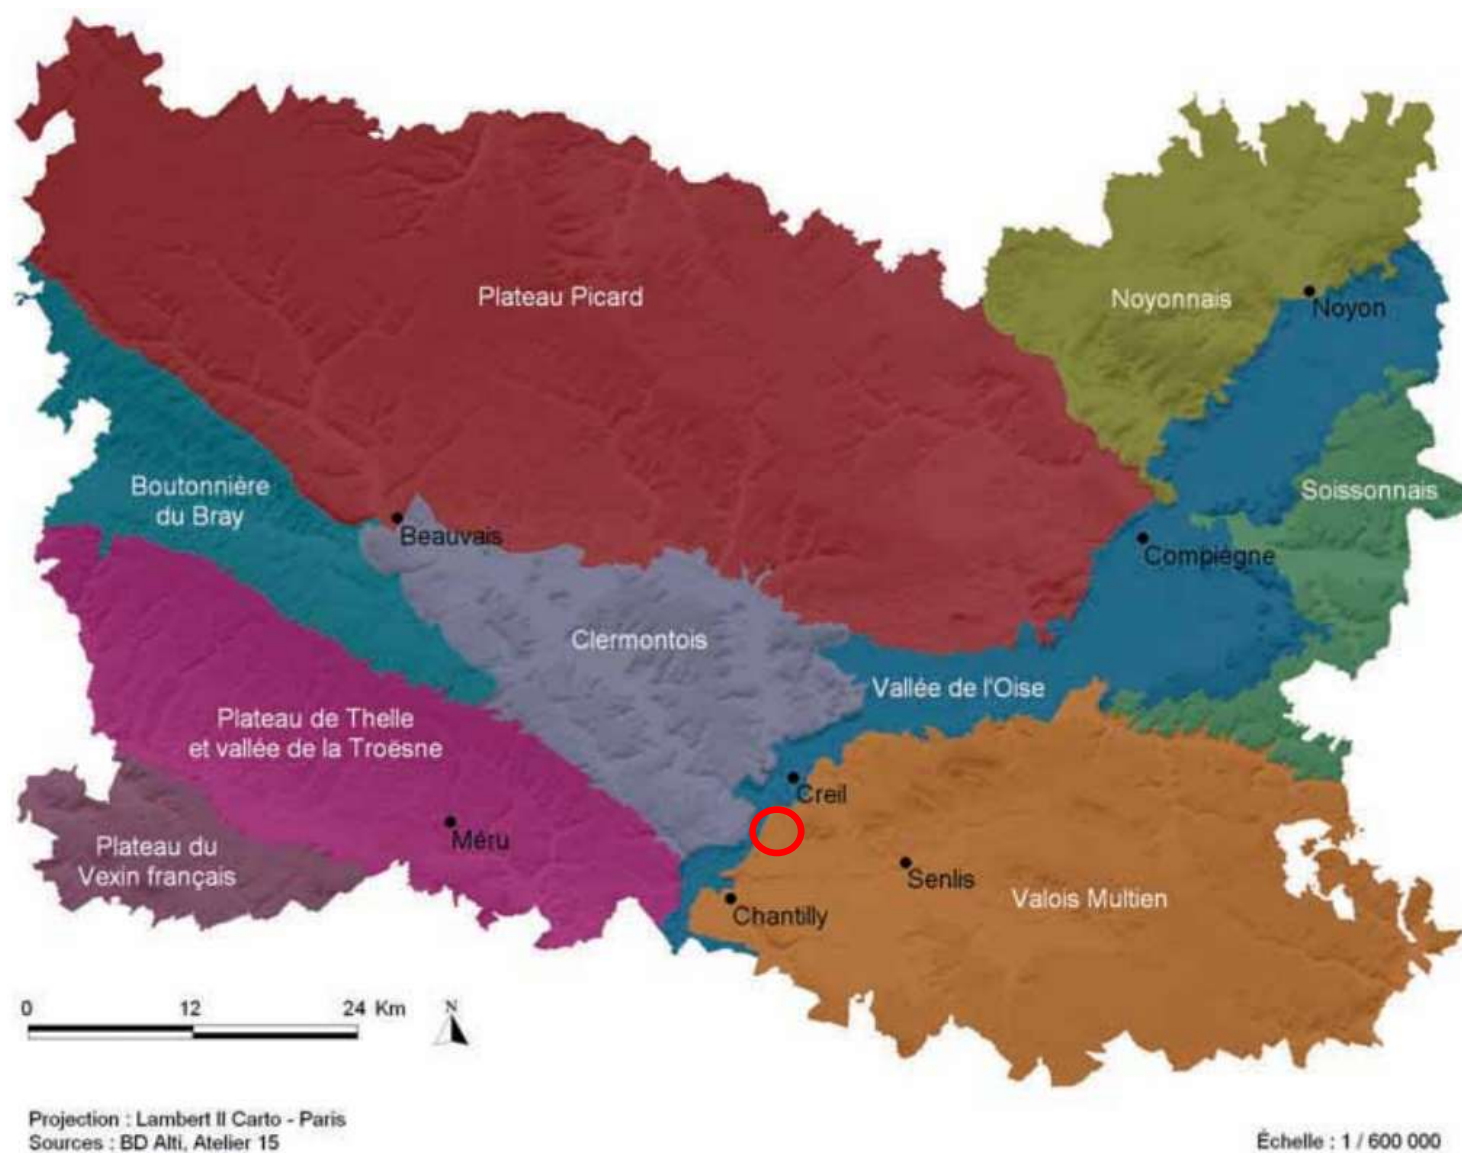 Plateau Picard
Noyonnais
Noyon
Boutonnière
du Bray
Soissonnais
Beauvais
Compiègne
Clermontois
Vallée de l'Oise
Plateau de Thelle
et vallée de la Troësne
Creil
Méru
Plateau du
Vexin français
Senlis
Chantilly
Valois Multien
0 12 24 Km
N
Projection : Lambert II Carto - Paris
Sources : BD Alti, Atelier 15
Échelle : 1 / 600 000